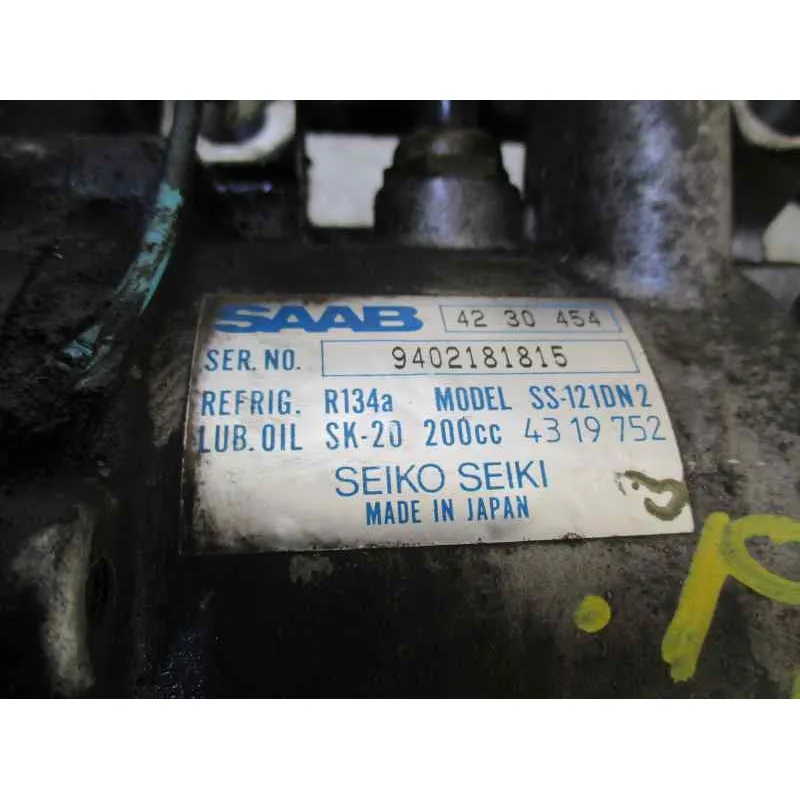 SAAB 42 30 454
SER. NO. 9402181815
REFRIG. R134a MODEL SS-121DN2
LUB. OIL SK-20 200cc 43 19 752
SEIKO SEIKI
MADE IN JAPAN